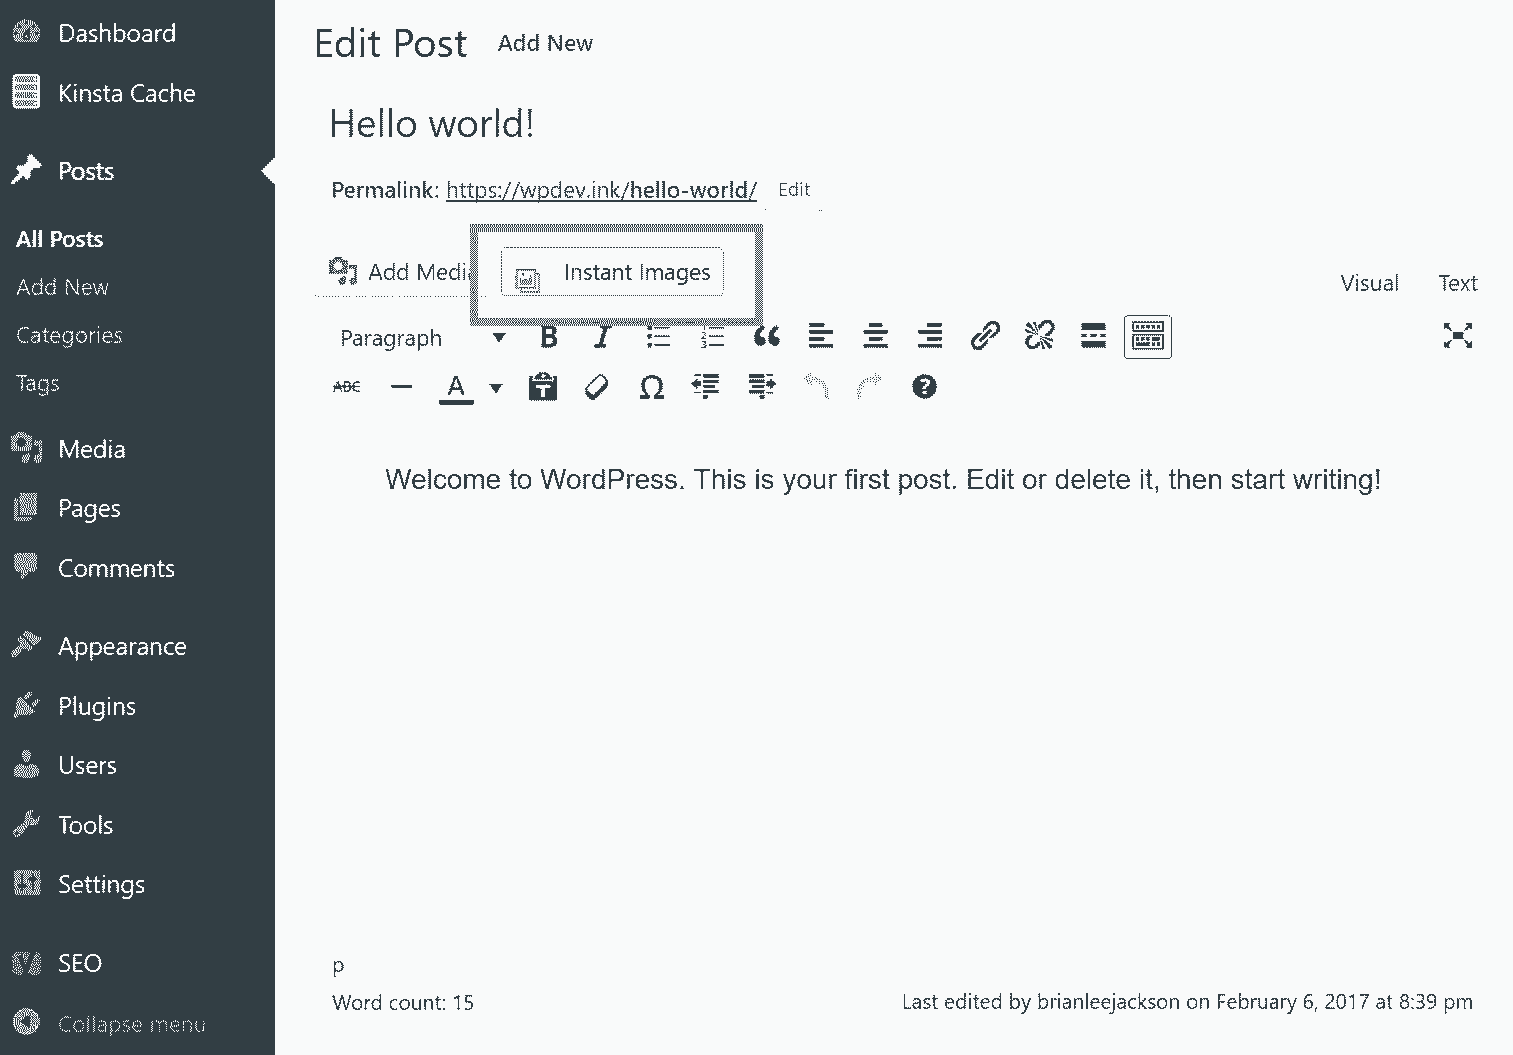 Dashboard
Kinsta Cache
Posts
All Posts
Add New
Categories
Tags
Media
Pages
Comments
Appearance
Plugins
Users
Tools
Settings
SEO
Collapse menu
Edit Post Add New
Hello world!
Permalink: https://wpdev.ink/hello-world/ Edit
Add Medi Instant Images
Visual Text
Paragraph B I
ABC A T Ω ?
Welcome to WordPress. This is your first post. Edit or delete it, then start writing!
p
Word count: 15
Last edited by brianleejackson on February 6, 2017 at 8:39 pm